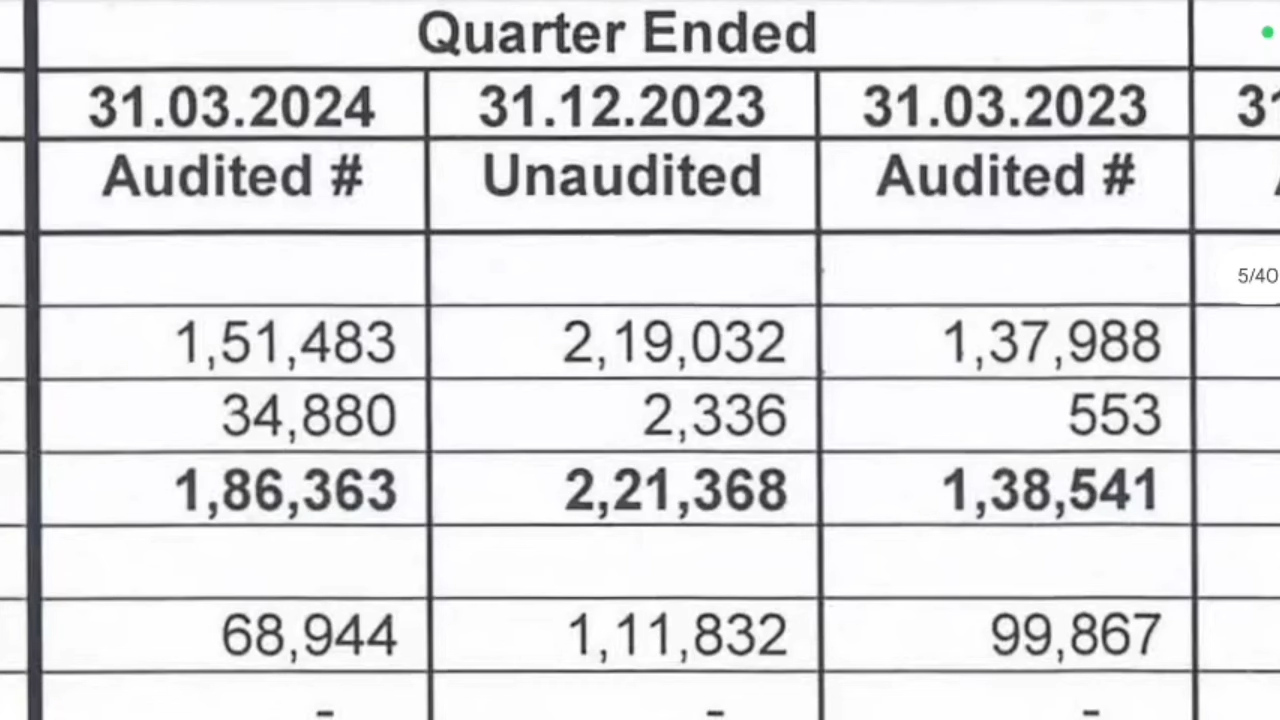 Quarter Ended
31.03.2024 31.12.2023 31.03.2023 31
Audited # Unaudited Audited #
5/40
1,51,483 2,19,032 1,37,988
34,880 2,336 553
1,86,363 2,21,368 1,38,541
68,944 1,11,832 99,867
- - -